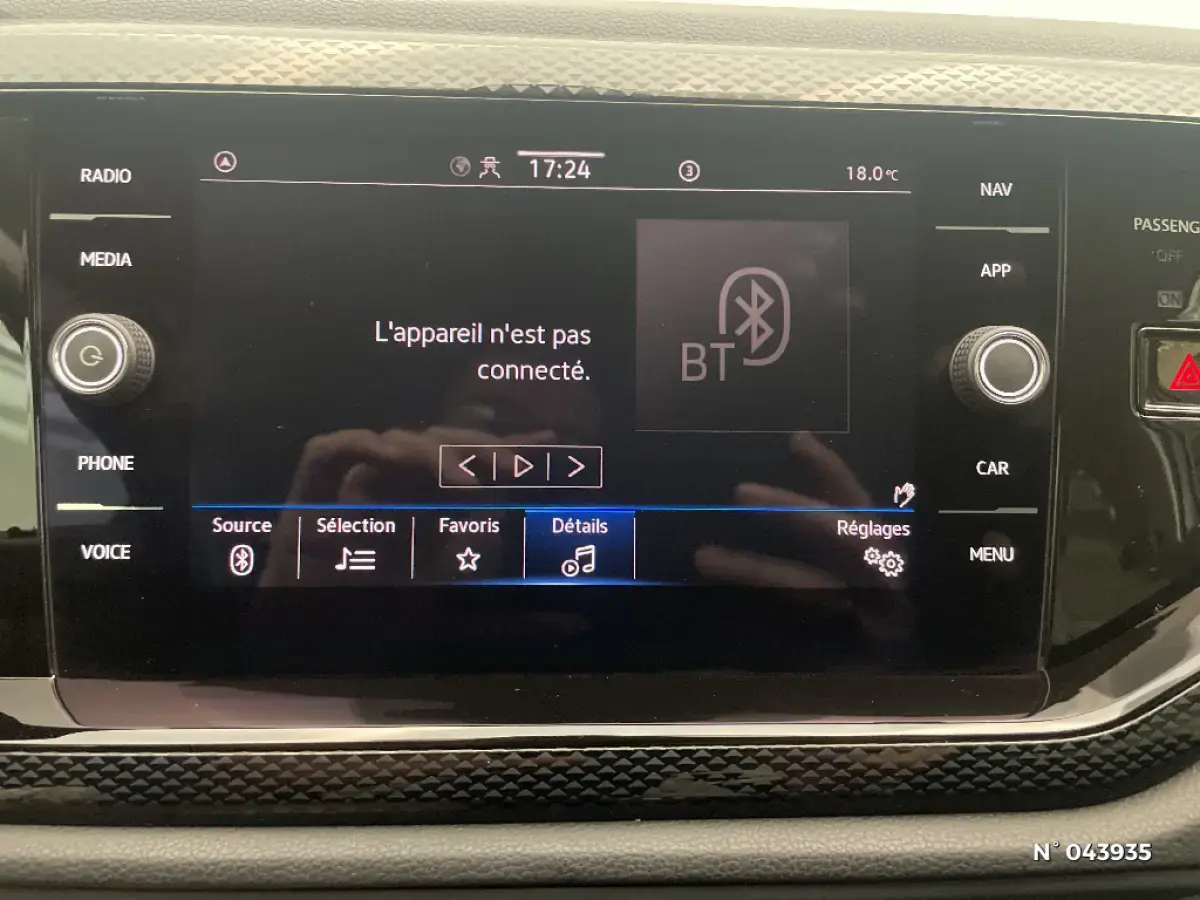 RADIO
MEDIA
PHONE
VOICE
17:24
3
18.0°C
L'appareil n'est pas
connecté.
BT
Source
Sélection
Favoris
Détails
Réglages
NAV
APP
CAR
MENU
PASSENG
OFF
ON
N° 043935